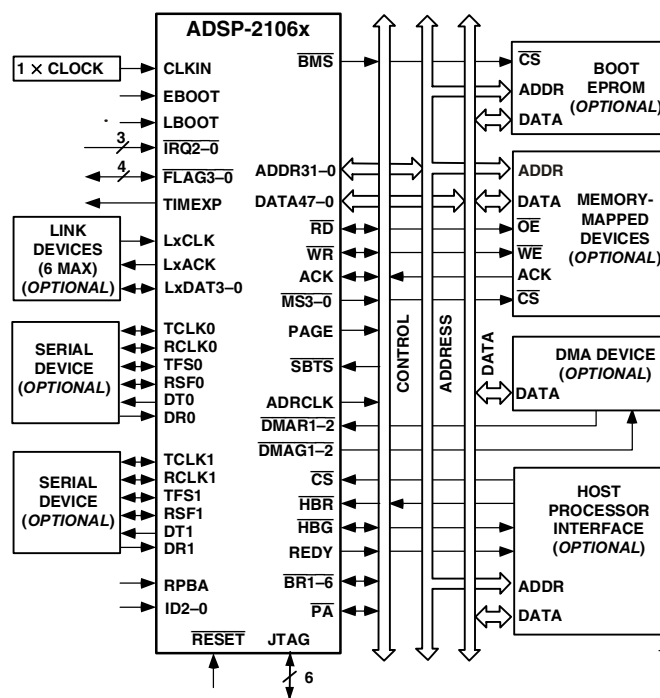 ADSP-2106x
1 × CLOCK
CLKIN
EBOOT
LBOOT
3
IRQ2–0
4
FLAG3–0
TIMEXP
LINK
DEVICES
(6 MAX)
(OPTIONAL)
LxCLK
LxACK
LxDAT3–0
SERIAL
DEVICE
(OPTIONAL)
TCLK0
RCLK0
TFS0
RSF0
DT0
DR0
SERIAL
DEVICE
(OPTIONAL)
TCLK1
RCLK1
TFS1
RSF1
DT1
DR1
RPBA
ID2–0
RESET
JTAG
6
BMS
ADDR31–0
DATA47–0
RD
WR
ACK
MS3–0
PAGE
SBTS
ADRCLK
DMAR1–2
DMAG1–2
CS
HBR
HBG
REDY
BR1–6
PA
CONTROL
ADDRESS
DATA
CS
BOOT
EPROM
(OPTIONAL)
ADDR
DATA
ADDR
DATA
MEMORY-
MAPPED
DEVICES
(OPTIONAL)
OE
WE
ACK
CS
DMA DEVICE
(OPTIONAL)
DATA
HOST
PROCESSOR
INTERFACE
(OPTIONAL)
ADDR
DATA